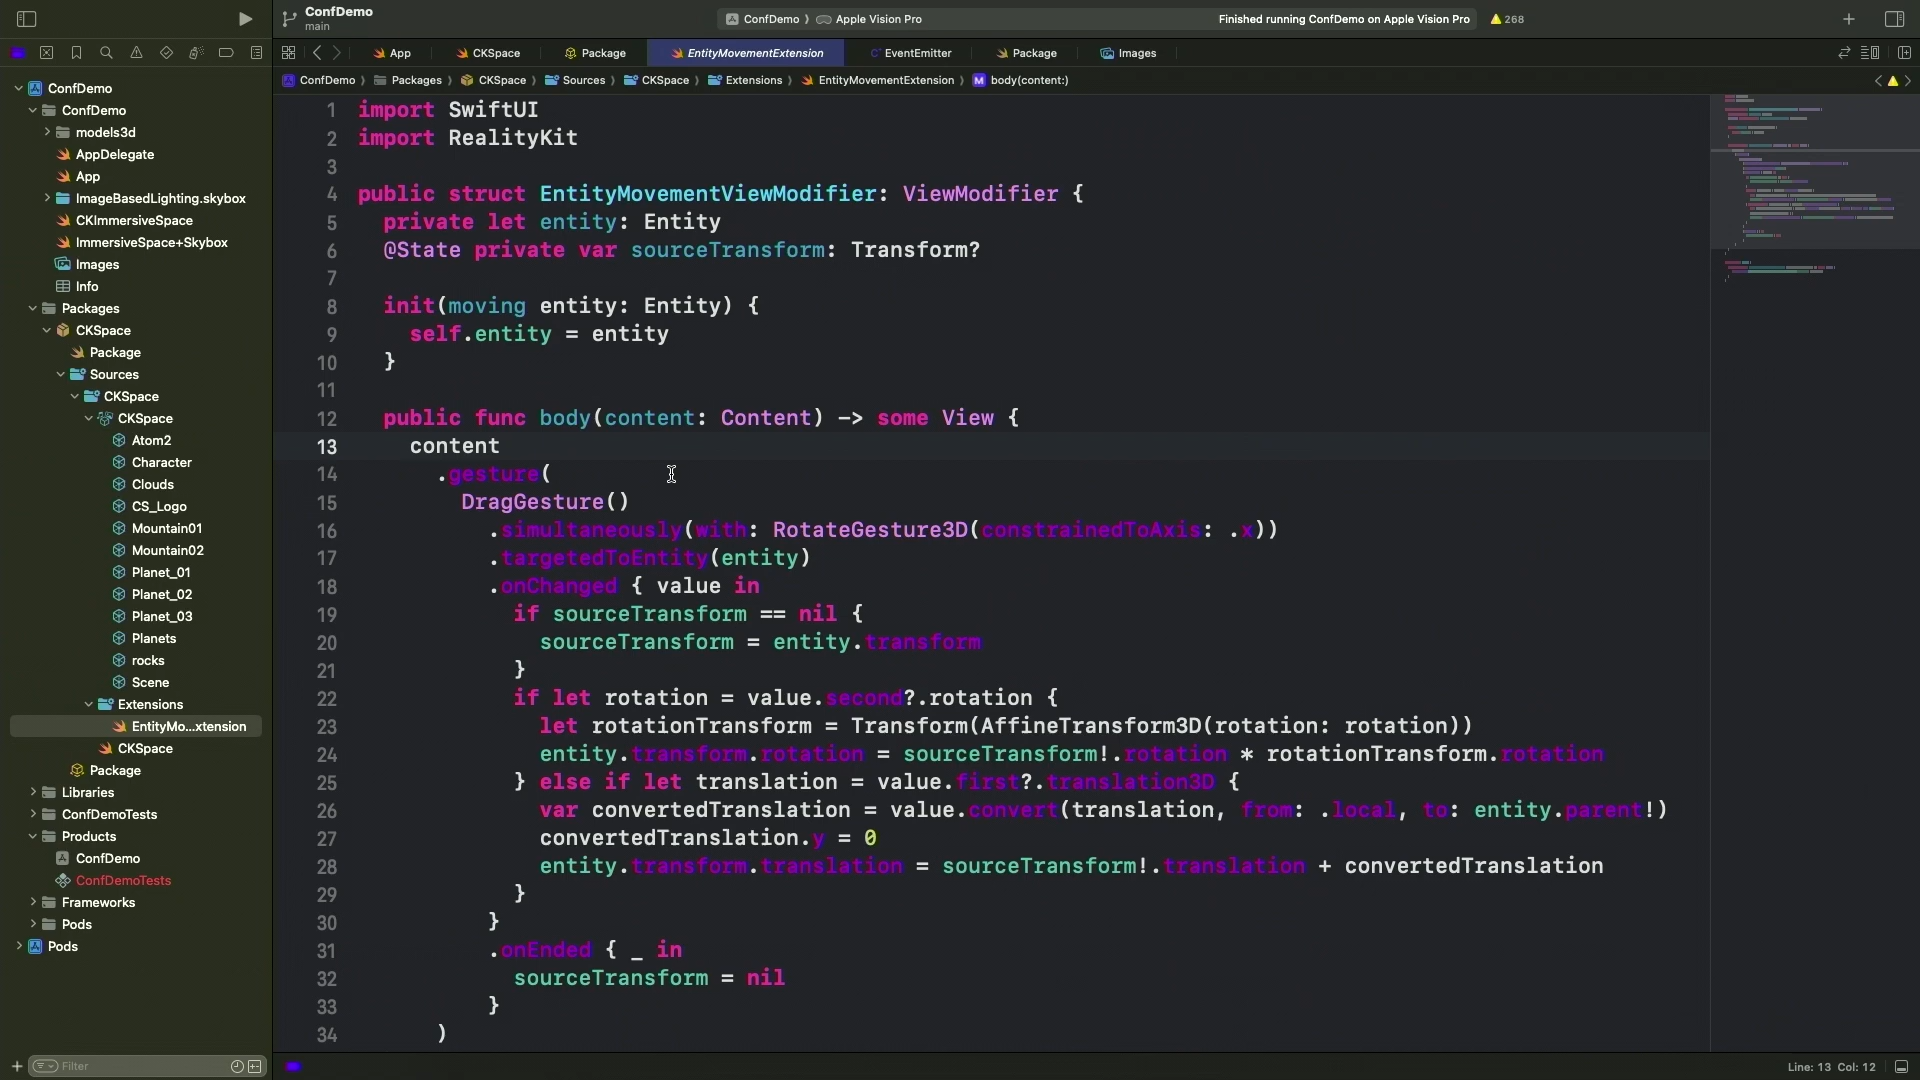 ConfDemo
main
ConfDemo
Apple Vision Pro
Finished running ConfDemo on Apple Vision Pro
268
App
CKSpace
Package
EntityMovementExtension
EventEmitter
Package
Images
ConfDemo
Packages
CKSpace
Sources
CKSpace
Extensions
EntityMovementExtension
M
body(content:)
ConfDemo
ConfDemo
models3d
AppDelegate
App
ImageBasedLighting.skybox
CKImmersiveSpace
ImmersiveSpace+Skybox
Images
Info
Packages
CKSpace
Package
Sources
CKSpace
CKSpace
Atom2
Character
Clouds
CS_Logo
Mountain01
Mountain02
Planet_01
Planet_02
Planet_03
Planets
rocks
Scene
Extensions
EntityMo...xtension
CKSpace
Package
Libraries
ConfDemoTests
Products
ConfDemo
ConfDemoTests
Frameworks
Pods
Pods
Filter
1 import SwiftUI
2 import RealityKit
3
4 public struct EntityMovementViewModifier: ViewModifier {
5 private let entity: Entity
6 @State private var sourceTransform: Transform?
7
8 init(moving entity: Entity) {
9 self.entity = entity
10 }
11
12 public func body(content: Content) -> some View {
13 content
14 .gesture(
15 DragGesture()
16 .simultaneously(with: RotateGesture3D(constrainedToAxis: .x))
17 .targetedToEntity(entity)
18 .onChanged { value in
19 if sourceTransform == nil {
20 sourceTransform = entity.transform
21 }
22 if let rotation = value.second?.rotation {
23 let rotationTransform = Transform(AffineTransform3D(rotation: rotation))
24 entity.transform.rotation = sourceTransform!.rotation * rotationTransform.rotation
25 } else if let translation = value.first?.translation3D {
26 var convertedTranslation = value.convert(translation, from: .local, to: entity.parent!)
27 convertedTranslation.y = 0
28 entity.transform.translation = sourceTransform!.translation + convertedTranslation
29 }
30 }
31 .onEnded { _ in
32 sourceTransform = nil
33 }
34 )
Line: 13 Col: 12